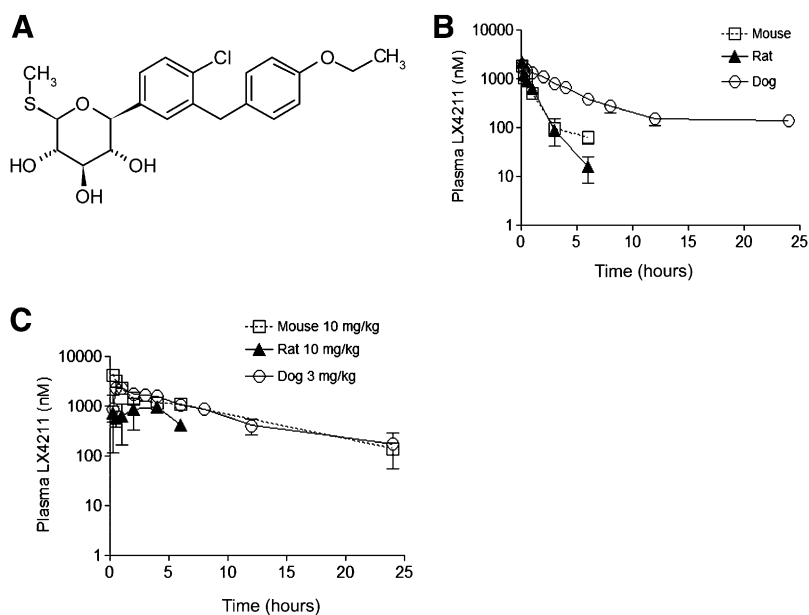 A
CH3
S
O
Cl
O
CH3
HO
OH
OH
B
Mouse
Rat
Dog
Plasma LX4211 (nM)
10000
1000
100
10
1
0 5 10 15 20 25
Time (hours)
C
Mouse 10 mg/kg
Rat 10 mg/kg
Dog 3 mg/kg
Plasma LX4211 (nM)
10000
1000
100
10
1
0 5 10 15 20 25
Time (hours)